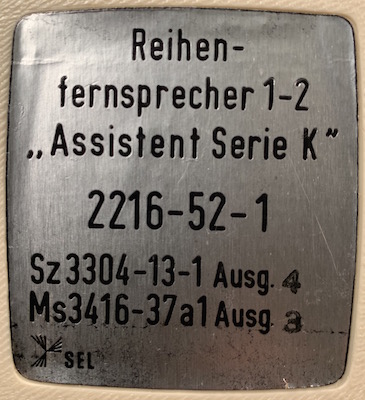 Reihen-
fernsprecher 1-2
„Assistent Serie K”
2216-52-1
Sz3304-13-1 Ausg. 4
Ms3416-37a1 Ausg 3
SEL